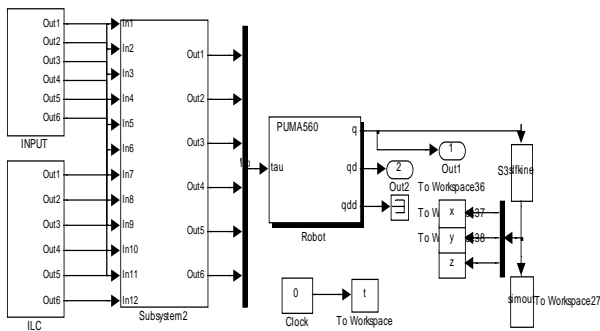 Out1
Out2
Out3
Out4
Out5
Out6
INPUT
Out1
Out2
Out3
Out4
Out5
Out6
ILC
In1
In2
In3
In4
In5
In6
In7
In8
In9
In10
In11
In12
Out1
Out2
Out3
Out4
Out5
Out6
Subsystem2
PUMA560
tau
q
qd
qdd
Robot
1
Out1
2
Out2
To Workspace36
x
y
z
0
Clock
t
To Workspace
simout
To Workspace27